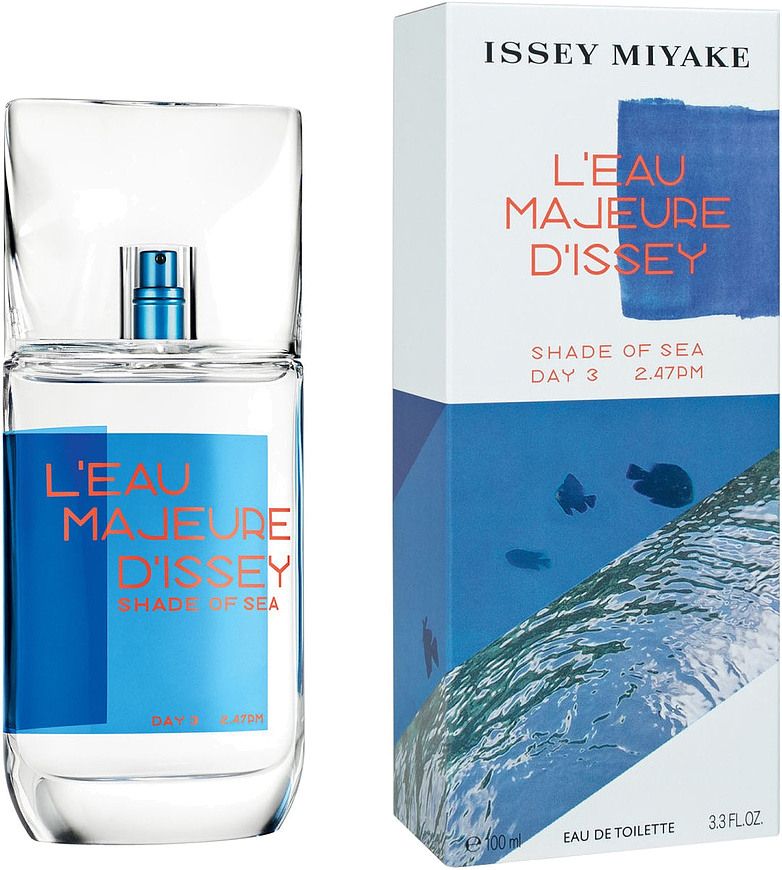 L'EAU
MAJEURE
D'ISSEY
SHADE OF SEA
DAY 3 2.47PM
ISSEY MIYAKE
L'EAU
MAJEURE
D'ISSEY
SHADE OF SEA
DAY 3 2.47PM
℮ 100 ml EAU DE TOILETTE 3.3 FL.OZ.